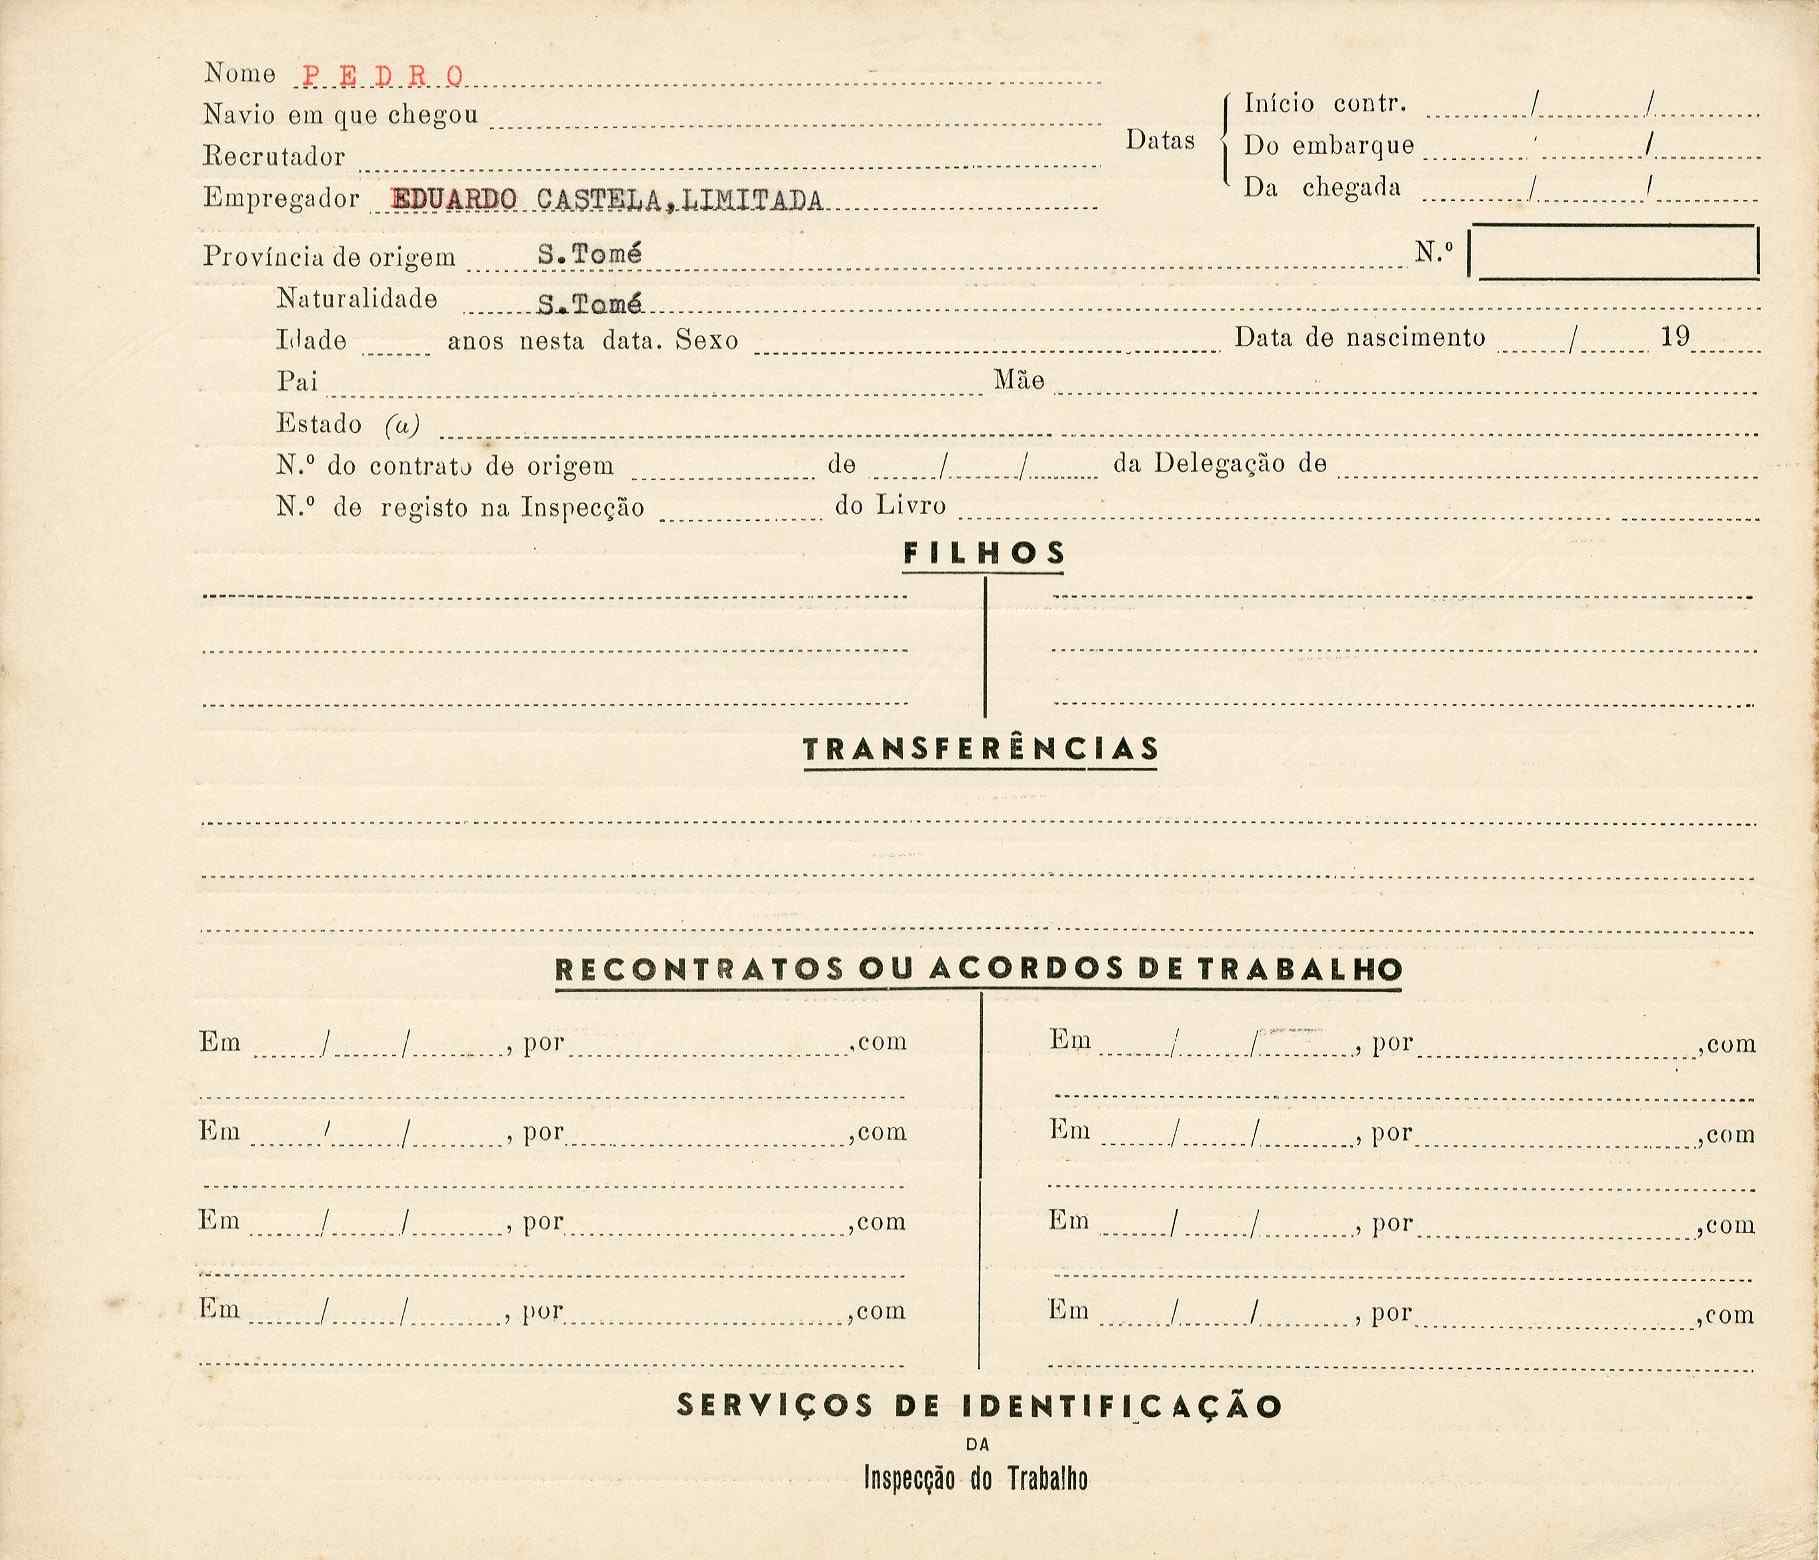 Nome P E D R O
Navio em que chegou
Recrutador
Empregador EDUARDO CASTELA, LIMITADA
Datas
Início contr. / /
Do embarque / /
Da chegada / /
Província de origem S. Tomé N.º
Naturalidade S. Tomé
Idade anos nesta data. Sexo Data de nascimento / 19
Pai Mãe
Estado (a)
N.º do contrato de origem de / / da Delegação de
N.º de registo na Inspecção do Livro
FILHOS
TRANSFERÊNCIAS
RECONTRATOS OU ACORDOS DE TRABALHO
Em / / , por ,com
Em / / , por ,com
Em / / , por ,com
Em / / , por ,com
Em / / , por ,com
Em / / , por ,com
Em / / , por ,com
Em / / , por ,com
SERVIÇOS DE IDENTIFICAÇÃO
DA
Inspecção do Trabalho